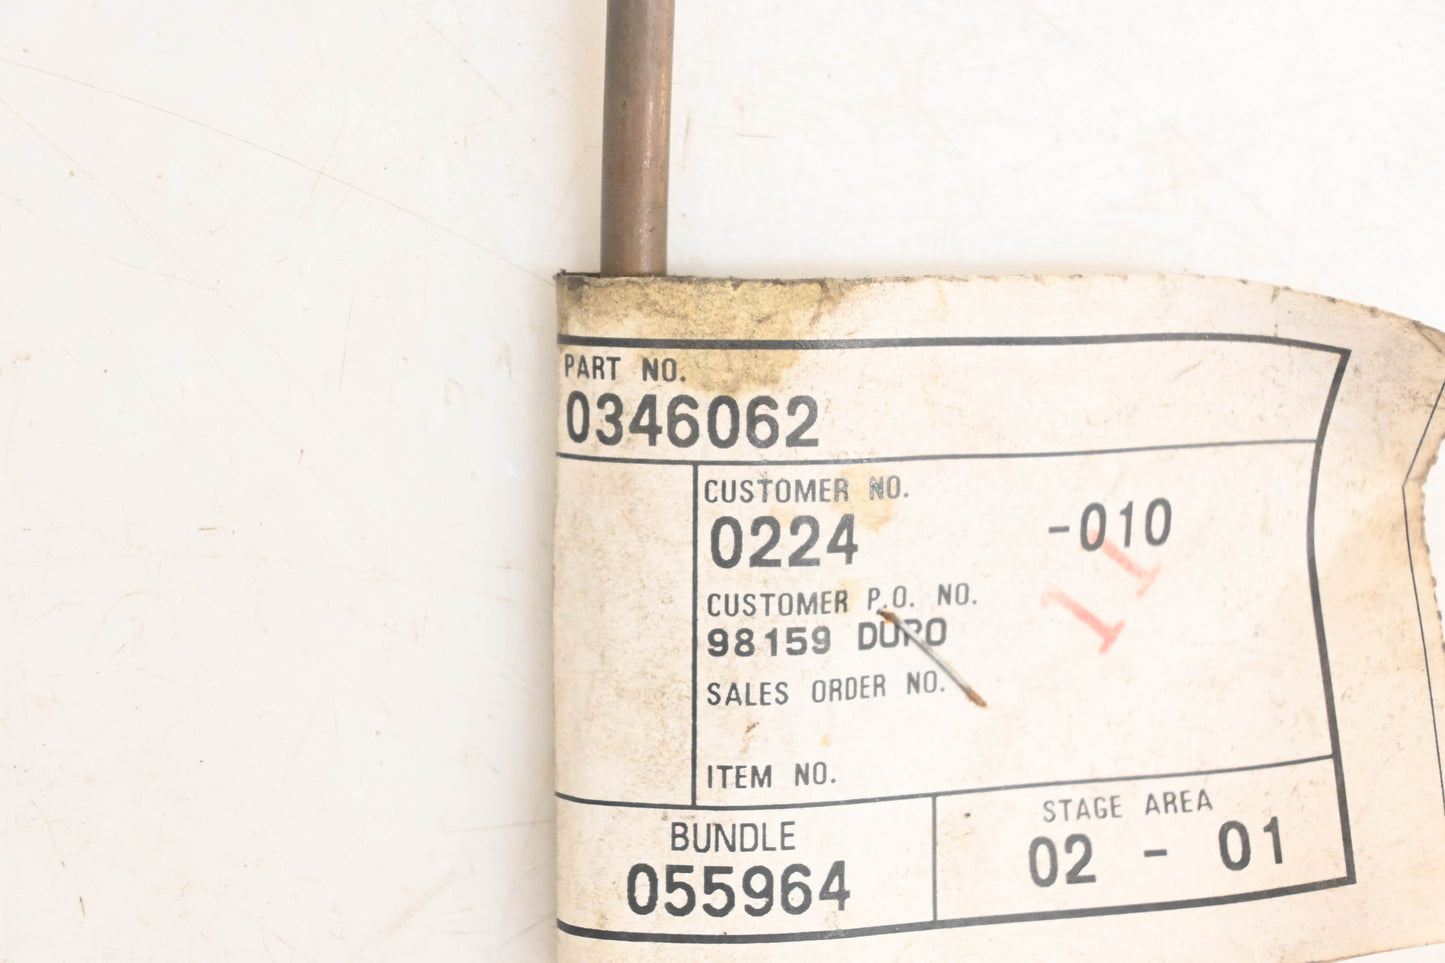 PART NO.
0346062
CUSTOMER NO.
0224 -010
11
CUSTOMER P.O. NO.
98159
SALES ORDER NO.
ITEM NO.
BUNDLE
055964
STAGE AREA
02 - 01